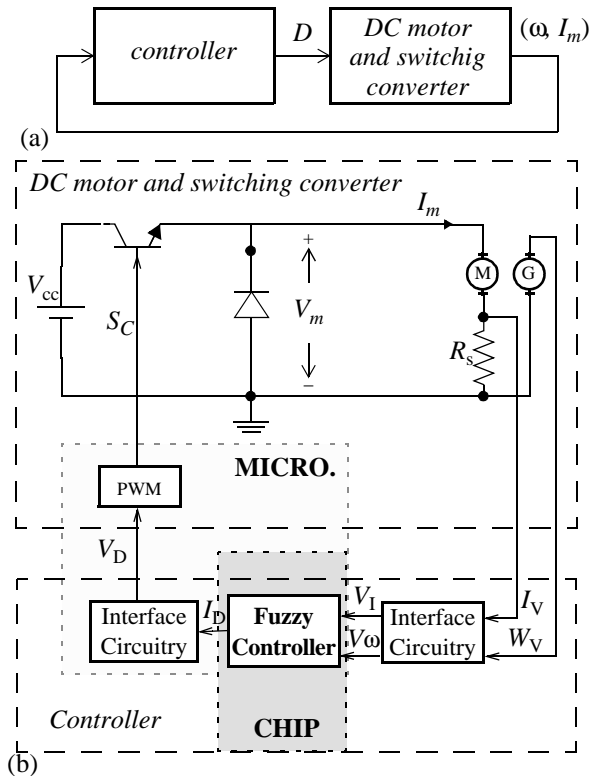 controller
D
DC motor
and switchig
converter
(ω, I_m)
(a)
DC motor and switching converter
I_m
V_cc
S_C
+
V_m
−
M
G
R_s
MICRO.
PWM
V_D
Interface
Circuitry
I_D
Fuzzy
Controller
V_I
Vω
Interface
Circuitry
I_V
W_V
Controller
CHIP
(b)